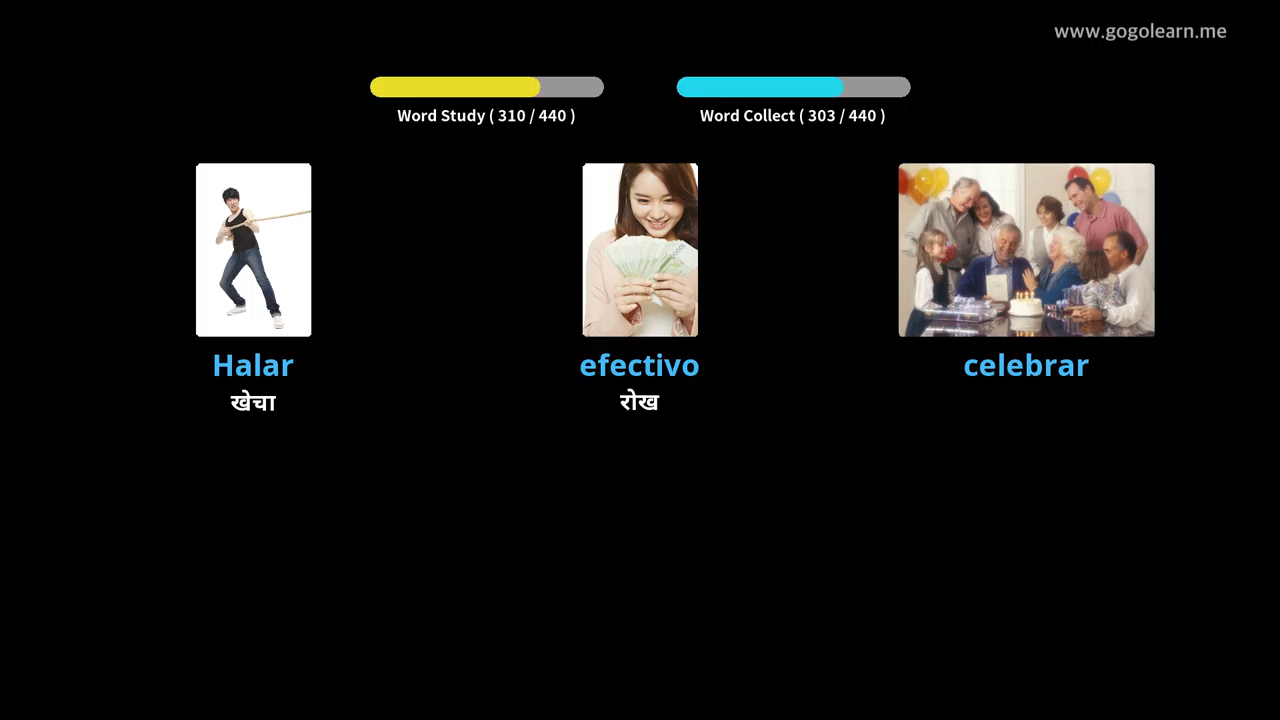 www.gogolearn.me
Word Study ( 310 / 440 )
Word Collect ( 303 / 440 )
Halar
efectivo
celebrar
खेचा
रोख